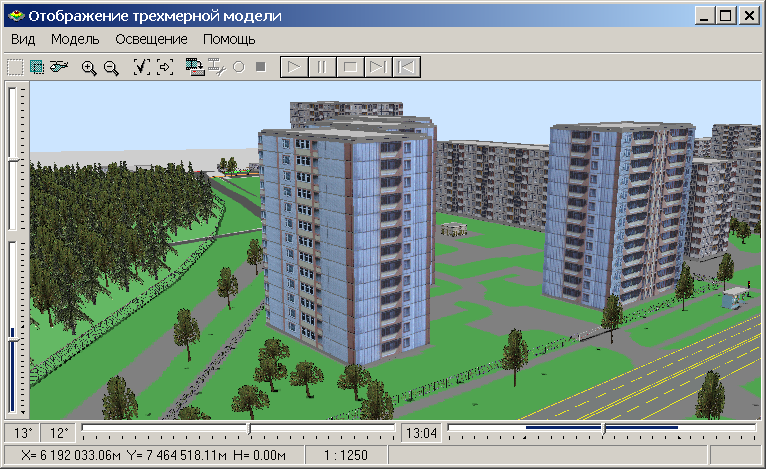 Отображение трехмерной модели
Вид Модель Освещение Помощь
13° 12° 13:04
X= 6 192 033.06м Y= 7 464 518.11м H= 0.00м 1 : 1250